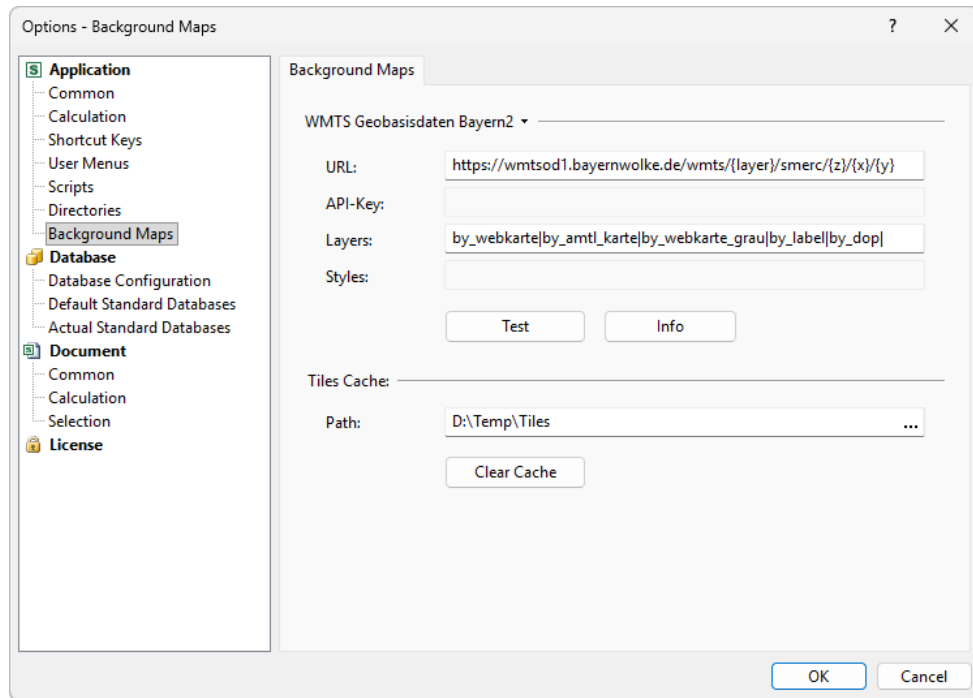 Options - Background Maps
?
Application
Common
Calculation
Shortcut Keys
User Menus
Scripts
Directories
Background Maps
Database
Database Configuration
Default Standard Databases
Actual Standard Databases
Document
Common
Calculation
Selection
License
Background Maps
WMTS Geobasisdaten Bayern2
URL: https://wmtsod1.bayernwolke.de/wmts/{layer}/smerc/{z}/{x}/{y}
API-Key:
Layers: by_webkarte|by_amtl_karte|by_webkarte_grau|by_label|by_dop|
Styles:
Test Info
Tiles Cache:
Path: D:\Temp\Tiles ...
Clear Cache
OK Cancel